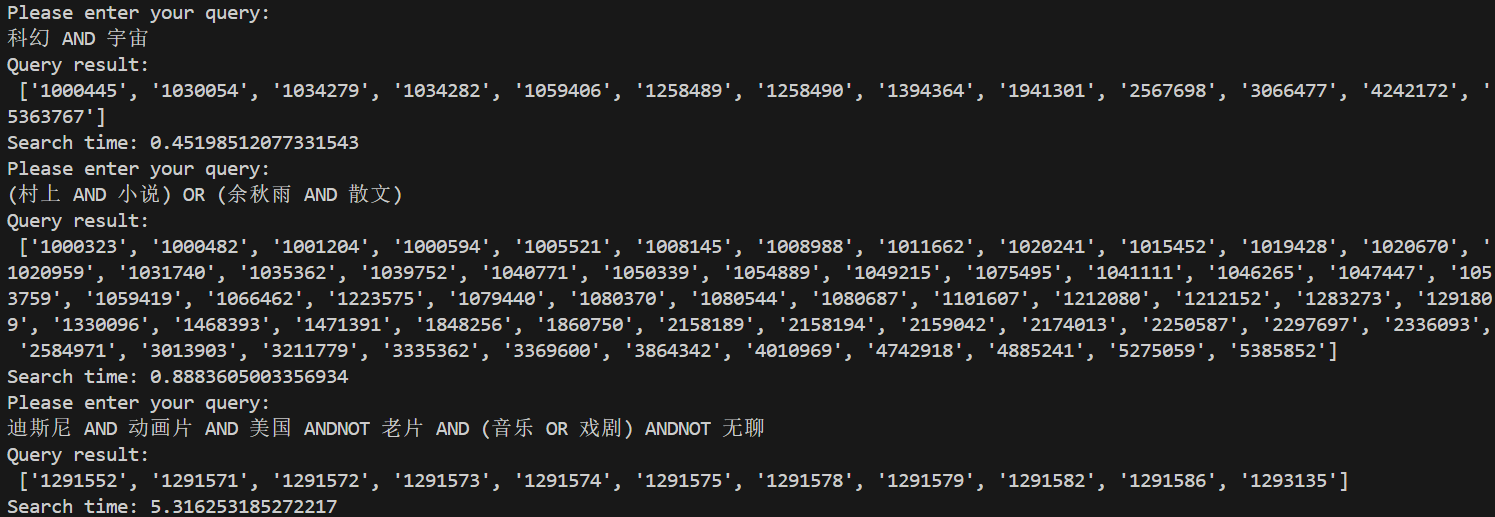 Please enter your query:
科幻 AND 宇宙
Query result:
 ['1000445', '1030054', '1034279', '1034282', '1059406', '1258489', '1258490', '1394364', '1941301', '2567698', '3066477', '4242172', '
5363767']
Search time: 0.45198512077331543
Please enter your query:
(村上 AND 小说) OR (余秋雨 AND 散文)
Query result:
 ['1000323', '1000482', '1001204', '1000594', '1005521', '1008145', '1008988', '1011662', '1020241', '1015452', '1019428', '1020670', '
1020959', '1031740', '1035362', '1039752', '1040771', '1050339', '1054889', '1049215', '1075495', '1041111', '1046265', '1047447', '105
3759', '1059419', '1066462', '1223575', '1079440', '1080370', '1080544', '1080687', '1101607', '1212080', '1212152', '1283273', '129180
9', '1330096', '1468393', '1471391', '1848256', '1860750', '2158189', '2158194', '2159042', '2174013', '2250587', '2297697', '2336093',
 '2584971', '3013903', '3211779', '3335362', '3369600', '3864342', '4010969', '4742918', '4885241', '5275059', '5385852']
Search time: 0.8883605003356934
Please enter your query:
迪斯尼 AND 动画片 AND 美国 ANDNOT 老片 AND (音乐 OR 戏剧) ANDNOT 无聊
Query result:
 ['1291552', '1291571', '1291572', '1291573', '1291574', '1291575', '1291578', '1291579', '1291582', '1291586', '1293135']
Search time: 5.316253185272217